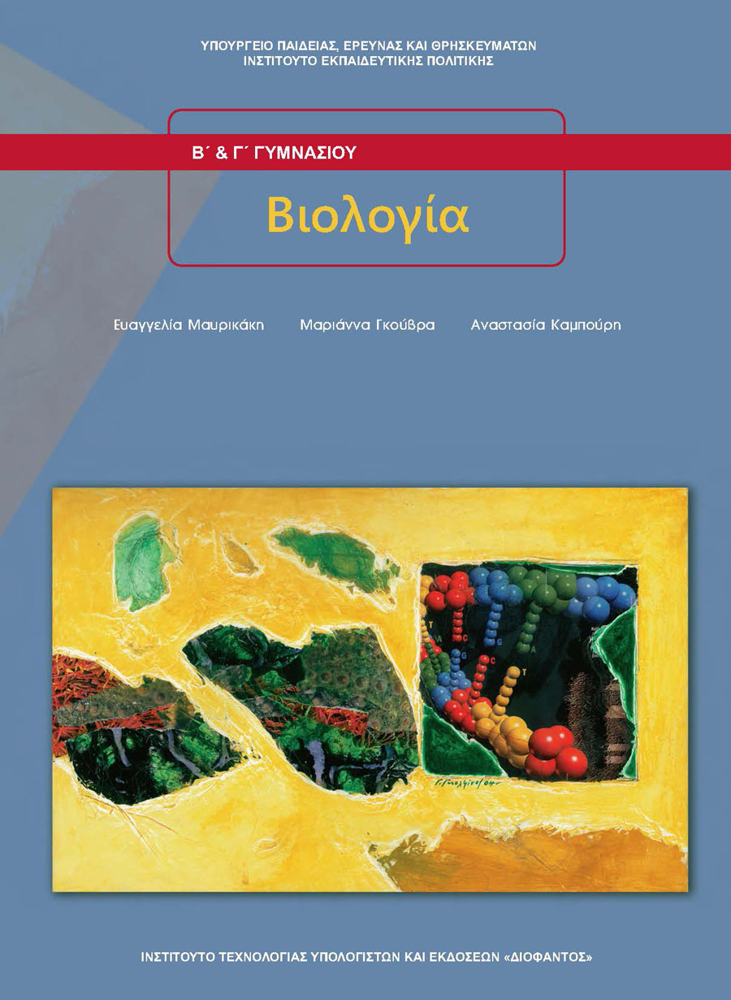 ΥΠΟΥΡΓΕΙΟ ΠΑΙΔΕΙΑΣ, ΕΡΕΥΝΑΣ ΚΑΙ ΘΡΗΣΚΕΥΜΑΤΩΝ
ΙΝΣΤΙΤΟΥΤΟ ΕΚΠΑΙΔΕΥΤΙΚΗΣ ΠΟΛΙΤΙΚΗΣ
Β΄ & Γ΄ ΓΥΜΝΑΣΙΟΥ
Βιολογία
Ευαγγελία Μαυρικάκη Μαριάννα Γκούβρα Αναστασία Καμπούρη
T
A
C
G
A
G
C
T
ΙΝΣΤΙΤΟΥΤΟ ΤΕΧΝΟΛΟΓΙΑΣ ΥΠΟΛΟΓΙΣΤΩΝ ΚΑΙ ΕΚΔΟΣΕΩΝ «ΔΙΟΦΑΝΤΟΣ»